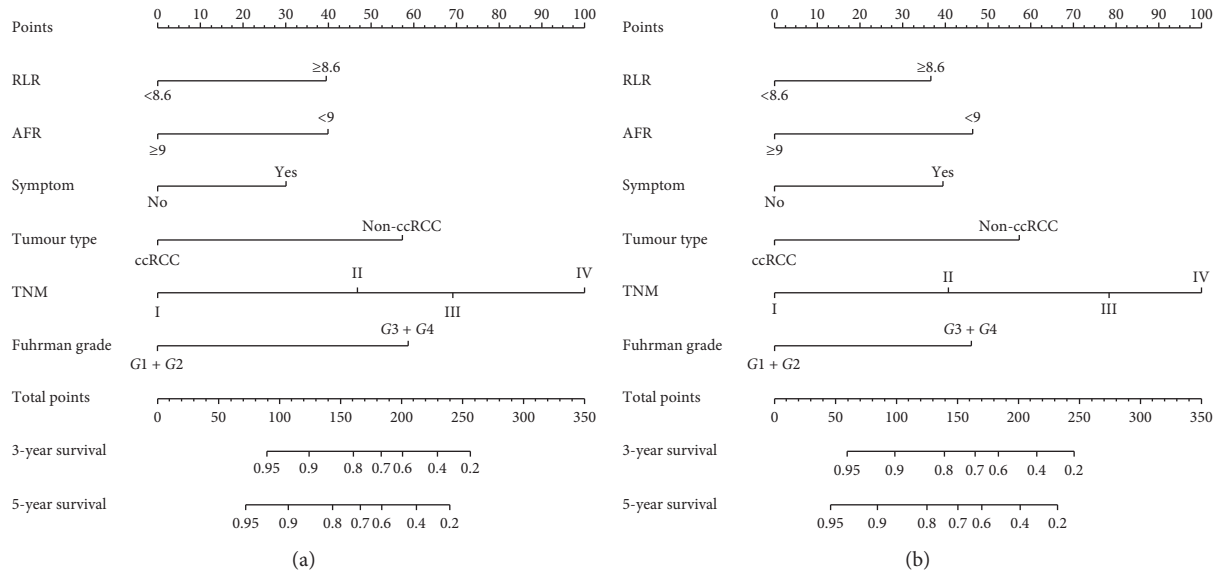 0 10 20 30 40 50 60 70 80 90 100
Points
RLR
≥8.6
<8.6
AFR
<9
≥9
Symptom
Yes
No
Tumour type
Non-ccRCC
ccRCC
TNM
II
IV
I
III
Fuhrman grade
G3 + G4
G1 + G2
Total points
0 50 100 150 200 250 300 350
3-year survival
0.95 0.9 0.8 0.7 0.6 0.4 0.2
5-year survival
0.95 0.9 0.8 0.7 0.6 0.4 0.2
(a)
0 10 20 30 40 50 60 70 80 90 100
Points
RLR
≥8.6
<8.6
AFR
<9
≥9
Symptom
Yes
No
Tumour type
Non-ccRCC
ccRCC
TNM
II
IV
I
III
Fuhrman grade
G3 + G4
G1 + G2
Total points
0 50 100 150 200 250 300 350
3-year survival
0.95 0.9 0.8 0.7 0.6 0.4 0.2
5-year survival
0.95 0.9 0.8 0.7 0.6 0.4 0.2
(b)